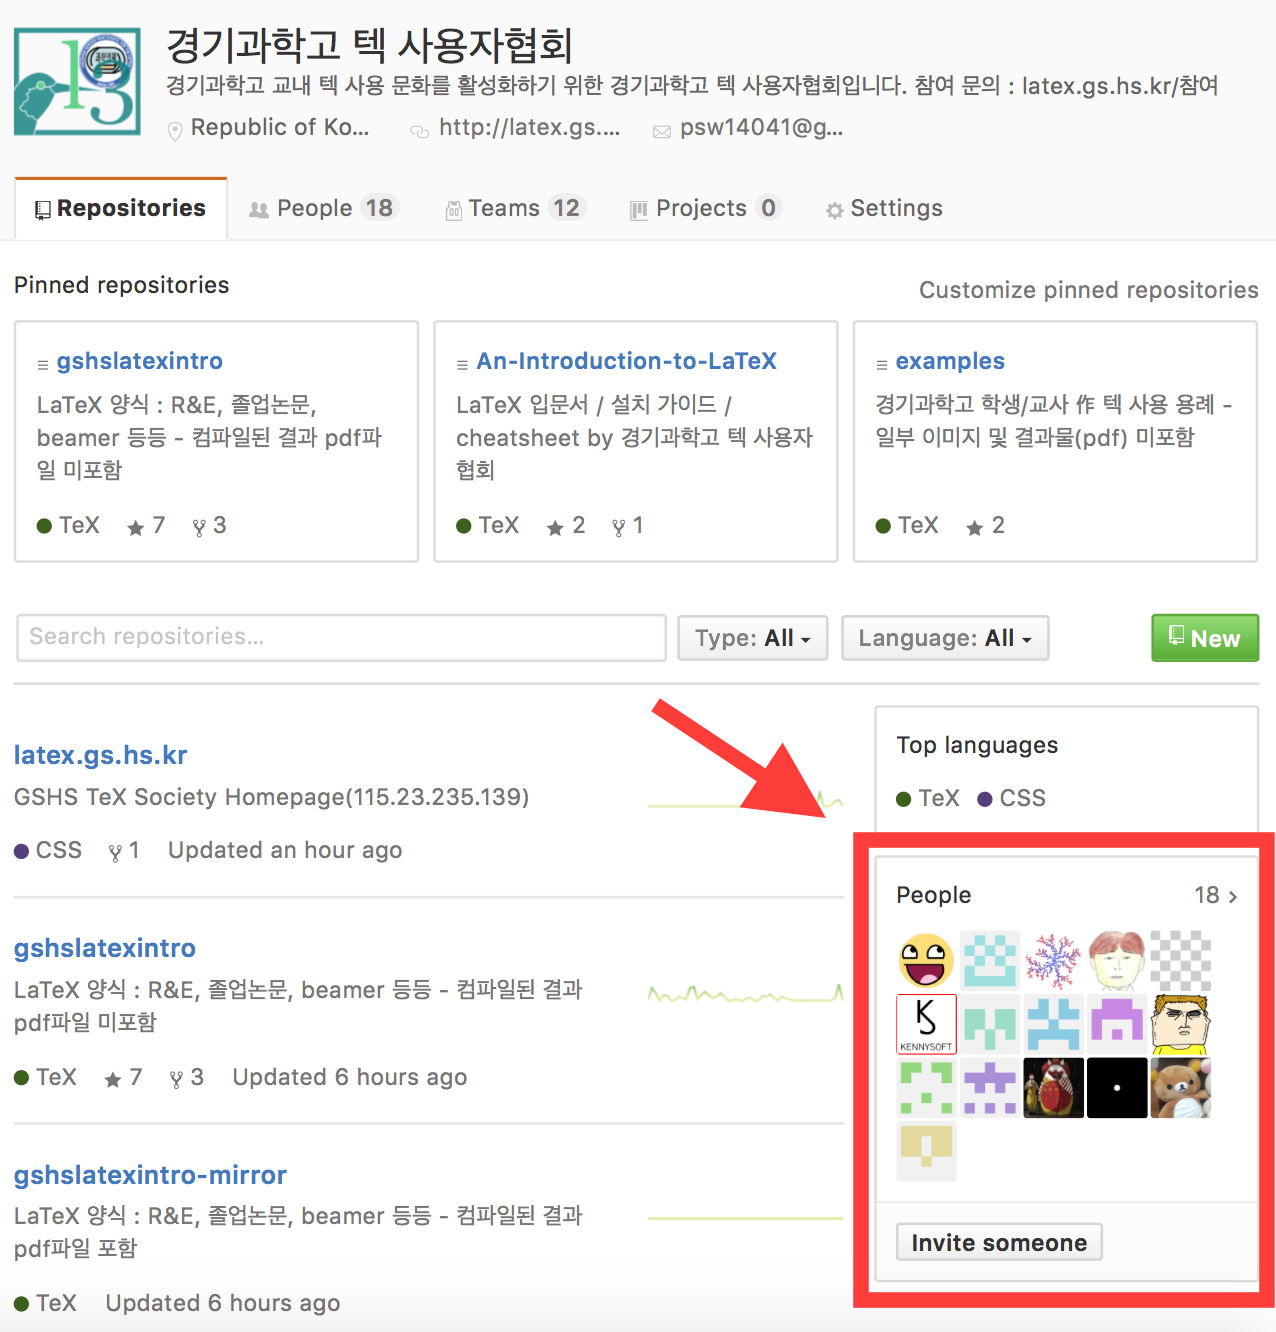 경기과학고 텍 사용자협회
경기과학고 교내 텍 사용 문화를 활성화하기 위한 경기과학고 텍 사용자협회입니다. 참여 문의 : latex.gs.hs.kr/참여
Republic of Ko... http://latex.gs.... psw14041@g...
Repositories People 18 Teams 12 Projects 0 Settings
Pinned repositories
Customize pinned repositories
gshslatexintro
LaTeX 양식 : R&E, 졸업논문,
beamer 등등 - 컴파일된 결과 pdf파
일 미포함
TeX 7 3
An-Introduction-to-LaTeX
LaTeX 입문서 / 설치 가이드 /
cheatsheet by 경기과학고 텍 사용자
협회
TeX 2 1
examples
경기과학고 학생/교사 作 텍 사용 용례 -
일부 이미지 및 결과물(pdf) 미포함
TeX 2
Search repositories...
Type: All
Language: All
New
latex.gs.hs.kr
GSHS TeX Society Homepage(115.23.235.139)
CSS 1 Updated an hour ago
gshslatexintro
LaTeX 양식 : R&E, 졸업논문, beamer 등등 - 컴파일된 결과
pdf파일 미포함
TeX 7 3 Updated 6 hours ago
gshslatexintro-mirror
LaTeX 양식 : R&E, 졸업논문, beamer 등등 - 컴파일된 결과
pdf파일 포함
TeX Updated 6 hours ago
Top languages
TeX CSS
People 18
KENNYSOFT
Invite someone